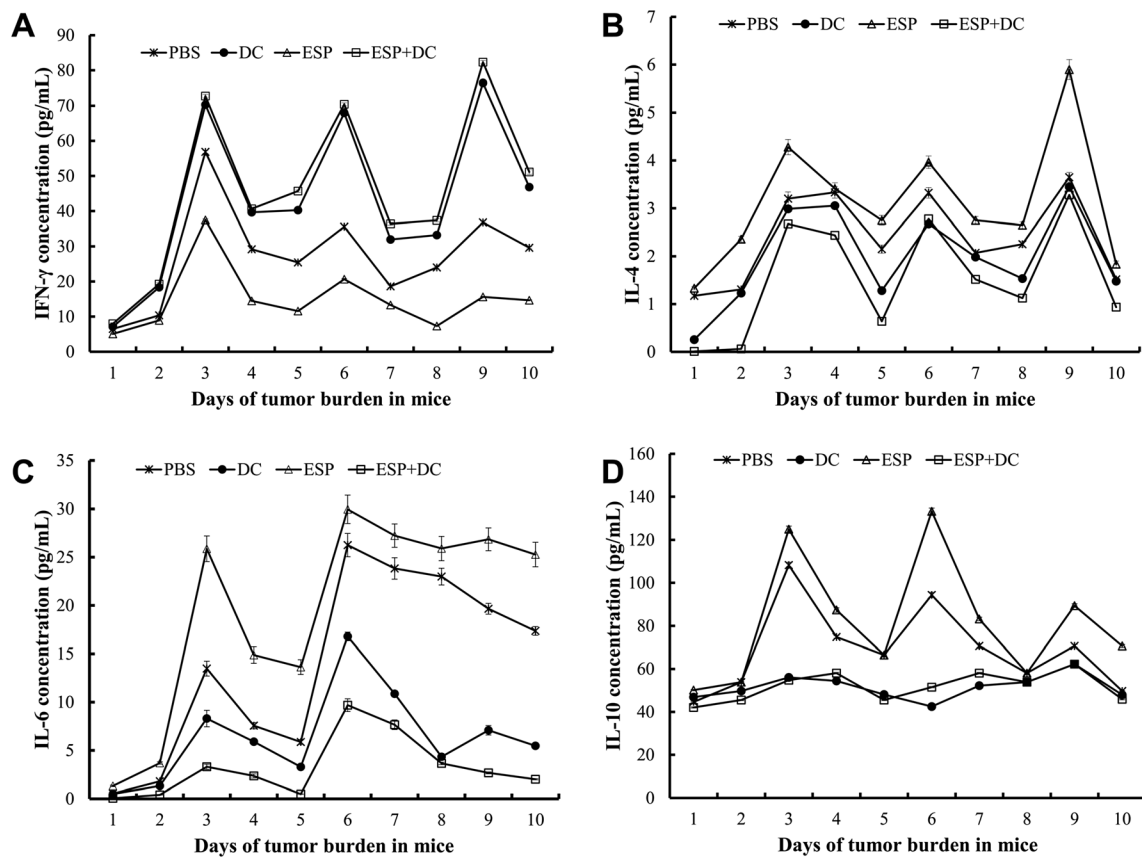 A
PBS DC ESP ESP+DC
IFN-γ concentration (pg/mL)
90
80
70
60
50
40
30
20
10
0
1 2 3 4 5 6 7 8 9 10
Days of tumor burden in mice
B
PBS DC ESP ESP+DC
IL-4 concentration (pg/mL)
7
6
5
4
3
2
1
0
1 2 3 4 5 6 7 8 9 10
Days of tumor burden in mice
C
PBS DC ESP ESP+DC
IL-6 concentration (pg/mL)
35
30
25
20
15
10
5
0
1 2 3 4 5 6 7 8 9 10
Days of tumor burden in mice
D
PBS DC ESP ESP+DC
IL-10 concentration (pg/mL)
160
140
120
100
80
60
40
20
0
1 2 3 4 5 6 7 8 9 10
Days of tumor burden in mice